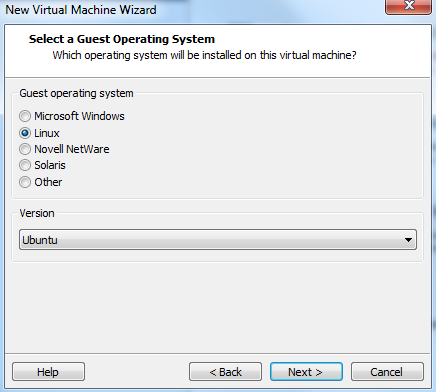 New Virtual Machine Wizard
Select a Guest Operating System
Which operating system will be installed on this virtual machine?
Guest operating system
Microsoft Windows
Linux
Novell NetWare
Solaris
Other
Version
Ubuntu
Help
< Back
Next >
Cancel